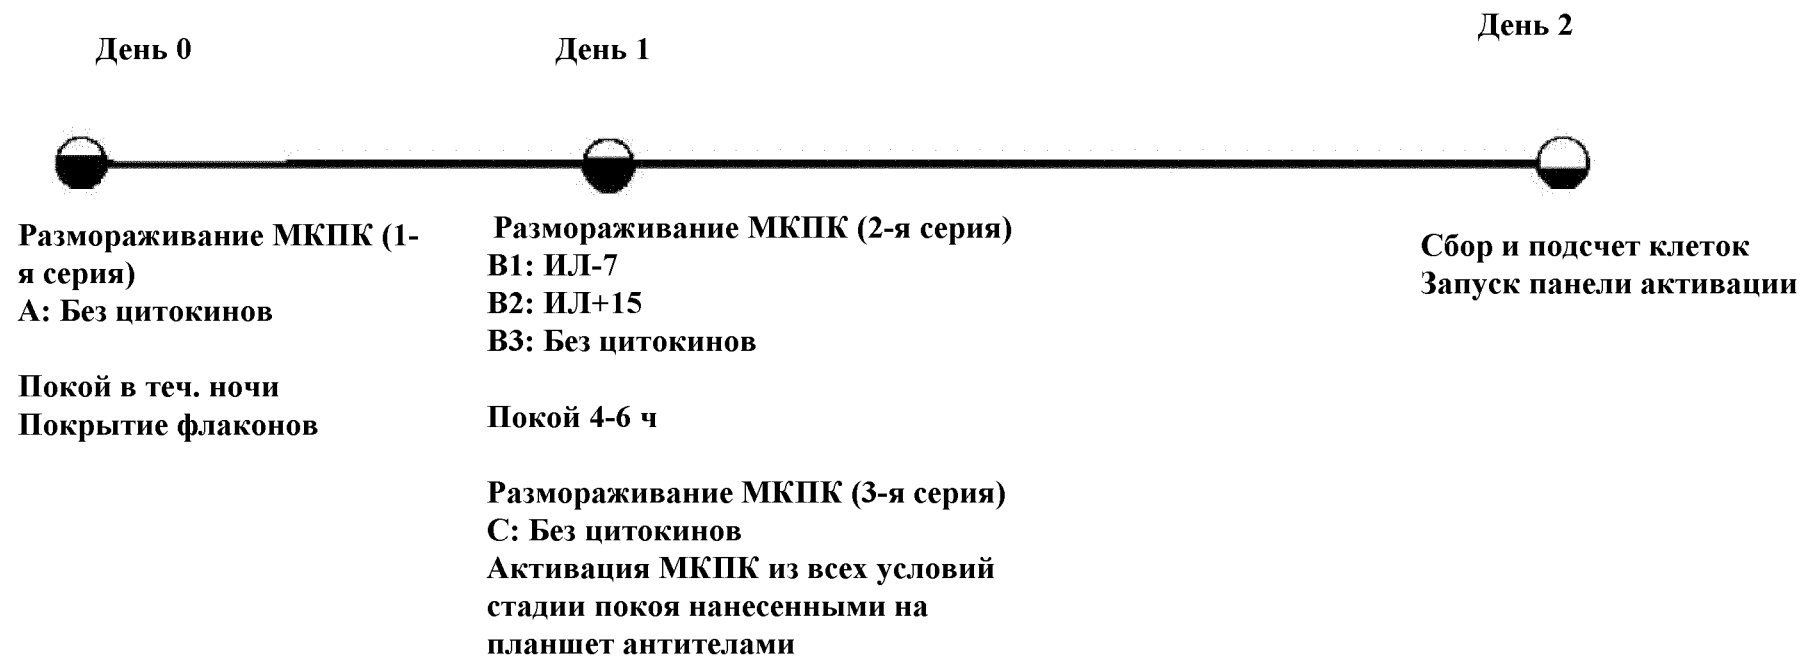 День 0
День 1
День 2
Размораживание МКПК (1-
я серия)
А: Без цитокинов
Покой в теч. ночи
Покрытие флаконов
Размораживание МКПК (2-я серия)
В1: ИЛ-7
В2: ИЛ+15
В3: Без цитокинов
Покой 4-6 ч
Размораживание МКПК (3-я серия)
С: Без цитокинов
Активация МКПК из всех условий
стадии покоя нанесенными на
планшет антителами
Сбор и подсчет клеток
Запуск панели активации